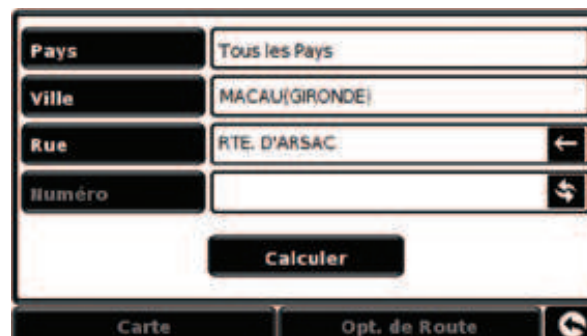 Pays Tous les Pays
Ville MACAU(GIRONDE)
Rue RTE. D'ARSAC
Numéro
Calculer
Carte Opt. de Route